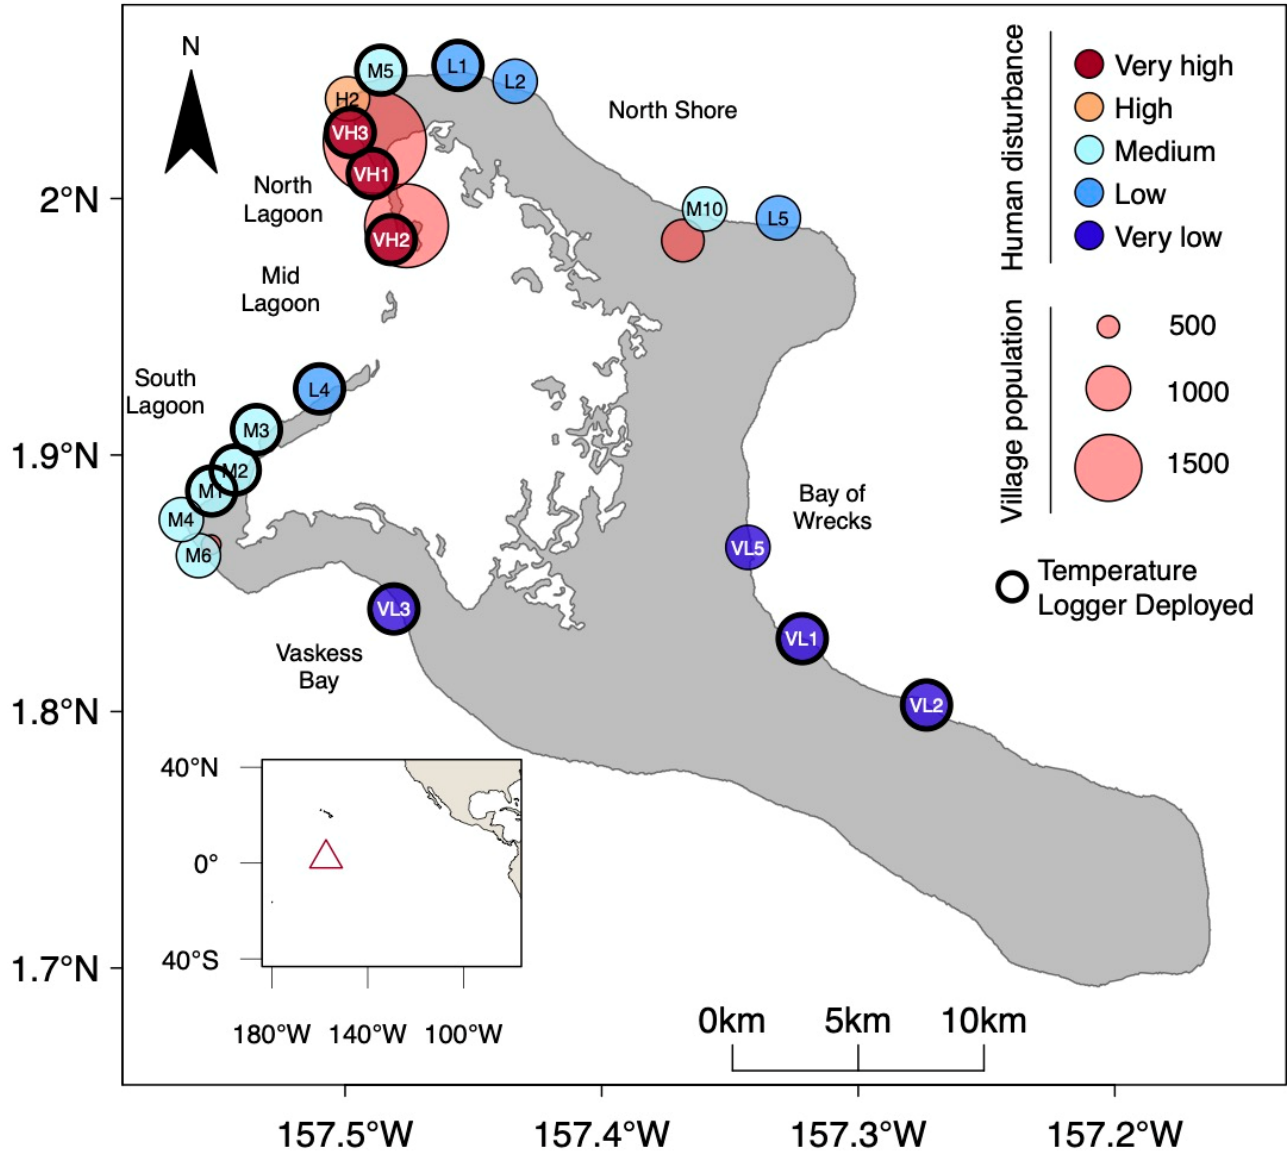 N
M5
L1
L2
H2
VH3
VH1
VH2
North Shore
North
Lagoon
Mid
Lagoon
M10
L5
South
Lagoon
L4
M3
M2
M1
M4
M6
VL3
Vaskess
Bay
Bay of
Wrecks
VL5
VL1
VL2
Human disturbance
Very high
High
Medium
Low
Very low
Village population
500
1000
1500
Temperature
Logger Deployed
2°N
1.9°N
1.8°N
1.7°N
40°N
0°
40°S
180°W 140°W 100°W
0km 5km 10km
157.5°W 157.4°W 157.3°W 157.2°W